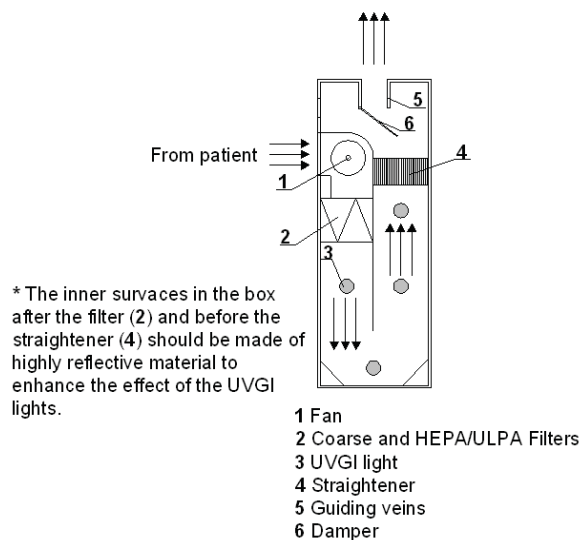 5
6
From patient
4
1
2
3
* The inner survaces in the box
after the filter (2) and before the
straightener (4) should be made of
highly reflective material to
enhance the effect of the UVGI
lights.
1 Fan
2 Coarse and HEPA/ULPA Filters
3 UVGI light
4 Straightener
5 Guiding veins
6 Damper